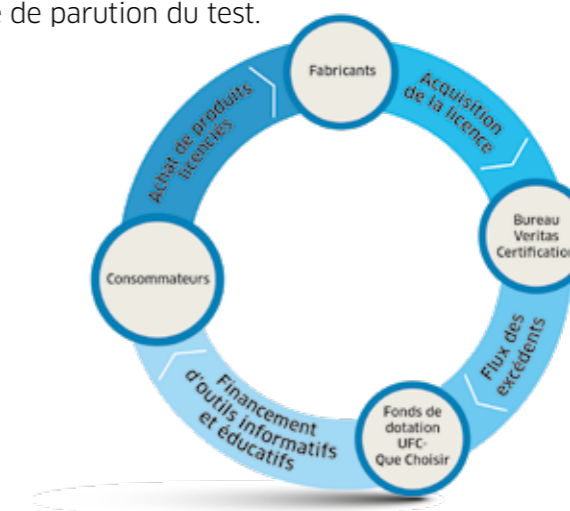 de parution du test.
Fabricants
Acquisition
de la licence
Bureau
Veritas
Certification
Flux des
excédents
Fonds de
dotation
UFC-
Que Choisir
Financement
d'outils informatifs
et éducatifs
Consommateurs
Achat de produits
licenciés